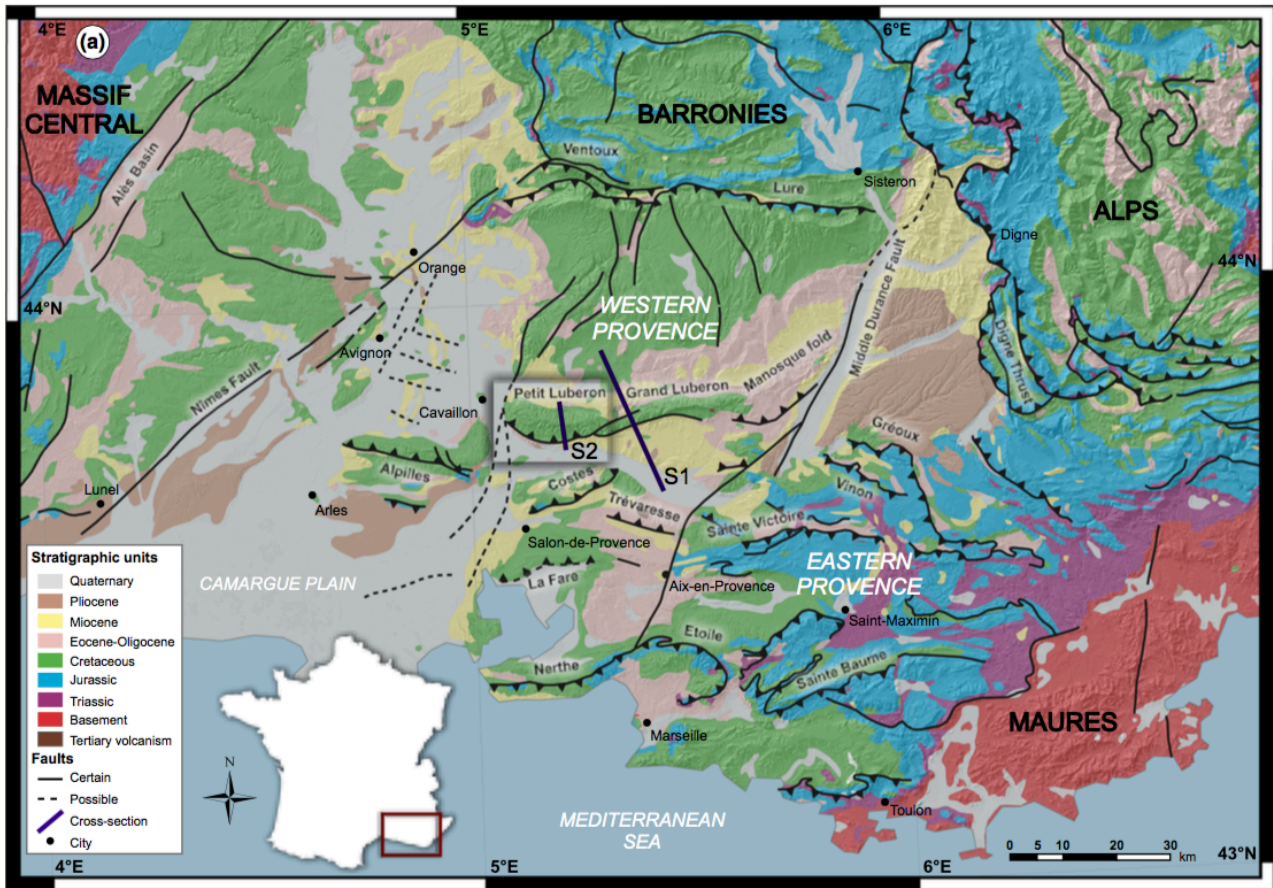 4°E
(a)
5°E
6°E
MASSIF
CENTRAL
BARRONIES
Ventoux
Alès Basin
Lure
Sisteron
ALPS
Digne
Orange
44°N
44°N
WESTERN
PROVENCE
Middle Durance Fault
Avignon
Nîmes Fault
Digne Thrust
Manosque fold
Petit Luberon
Grand Luberon
Cavaillon
Gréoux
S2
S1
Alpilles
Costes
Vinon
Lunel
Arles
Trévaresse
Sainte Victoire
Salon-de-Provence
Stratigraphic units
Quaternary
Pliocene
Miocene
Eocene-Oligocene
Cretaceous
Jurassic
Triassic
Basement
Tertiary volcanism
Faults
Certain
Possible
Cross-section
City
CAMARGUE PLAIN
La Fare
Aix-en-Provence
EASTERN
PROVENCE
Saint-Maximin
Etoile
Nerthe
Sainte Baume
MAURES
Marseille
N
Toulon
MEDITERRANEAN
SEA
0 5 10 20 30
km
4°E
5°E
6°E
43°N